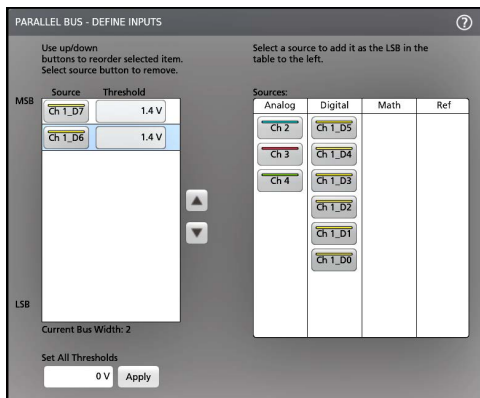 PARALLEL BUS - DEFINE INPUTS
?
Use up/down
buttons to reorder selected item.
Select source button to remove.
Source Threshold
MSB
Ch 1_D7 1.4 V
Ch 1_D6 1.4 V
LSB
Current Bus Width: 2
Set All Thresholds
0 V Apply
Select a source to add it as the LSB in the
table to the left.
Sources:
Analog Digital Math Ref
Ch 2 Ch 1_D5
Ch 3 Ch 1_D4
Ch 4 Ch 1_D3
Ch 1_D2
Ch 1_D1
Ch 1_D0